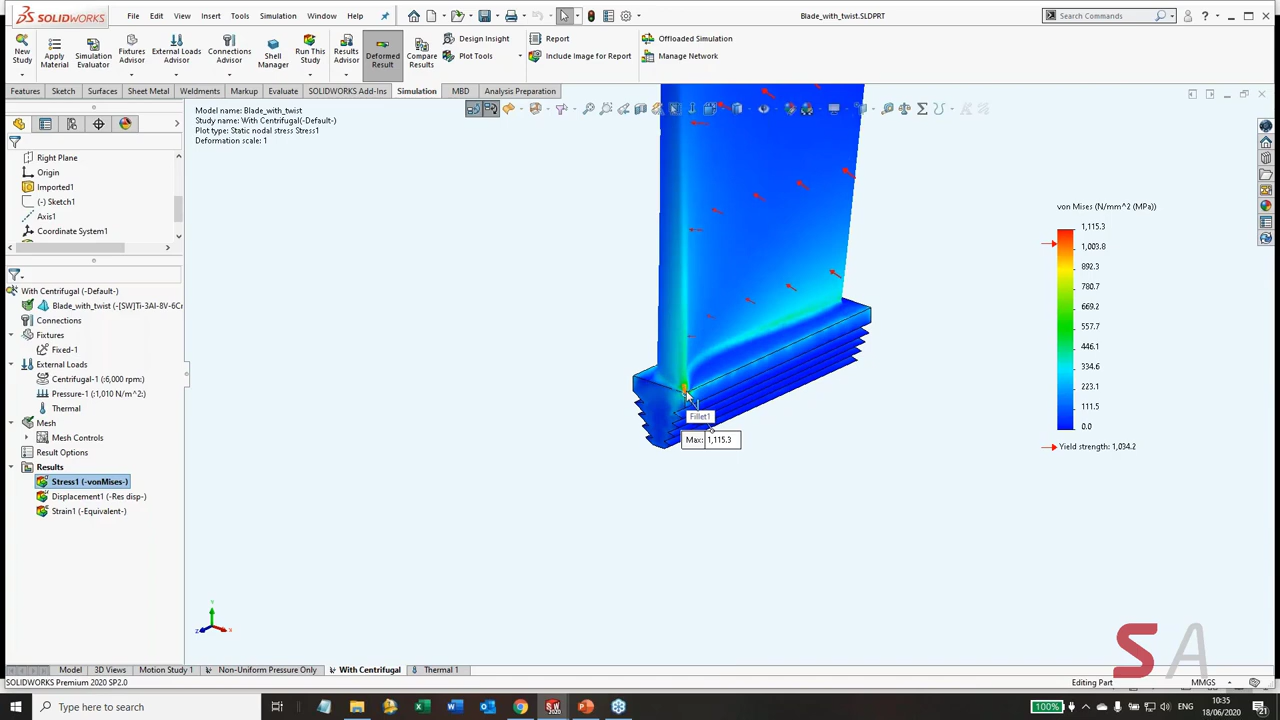 SOLIDWORKS
File Edit View Insert Tools Simulation Window Help
Blade_with_twist.SLDPRT
Search Commands
New Study
Apply Material
Simulation Evaluator
Fixtures Advisor
External Loads Advisor
Connections Advisor
Shell Manager
Run This Study
Results Advisor
Deformed Result
Compare Results
Design Insight
Plot Tools
Report
Include Image for Report
Offloaded Simulation
Manage Network
Features Sketch Surfaces Sheet Metal Weldments Markup Evaluate SOLIDWORKS Add-Ins Simulation MBD Analysis Preparation
Model name: Blade_with_twist
Study name: With Centrifugal(-Default-)
Plot type: Static nodal stress Stress1
Deformation scale: 1
Right Plane
Origin
Imported1
(-) Sketch1
Axis1
Coordinate System1
With Centrifugal (-Default-)
Blade_with_twist (-[SW]Ti-3Al-8V-6Cr
Connections
Fixtures
Fixed-1
External Loads
Centrifugal-1 (:6,000 rpm:)
Pressure-1 (:1,010 N/m^2:)
Thermal
Mesh
Mesh Controls
Result Options
Results
Stress1 (-vonMises-)
Displacement1 (-Res disp-)
Strain1 (-Equivalent-)
Fillet1
Max: 1,115.3
von Mises (N/mm^2 (MPa))
1,115.3
1,003.8
892.3
780.7
669.2
557.7
446.1
334.6
223.1
111.5
0.0
Yield strength: 1,034.2
Y
Z
X
SA
Model 3D Views Motion Study 1 Non-Uniform Pressure Only With Centrifugal Thermal 1
SOLIDWORKS Premium 2020 SP2.0
Editing Part
MMGS
Type here to search
100%
10:35
18/06/2020
21